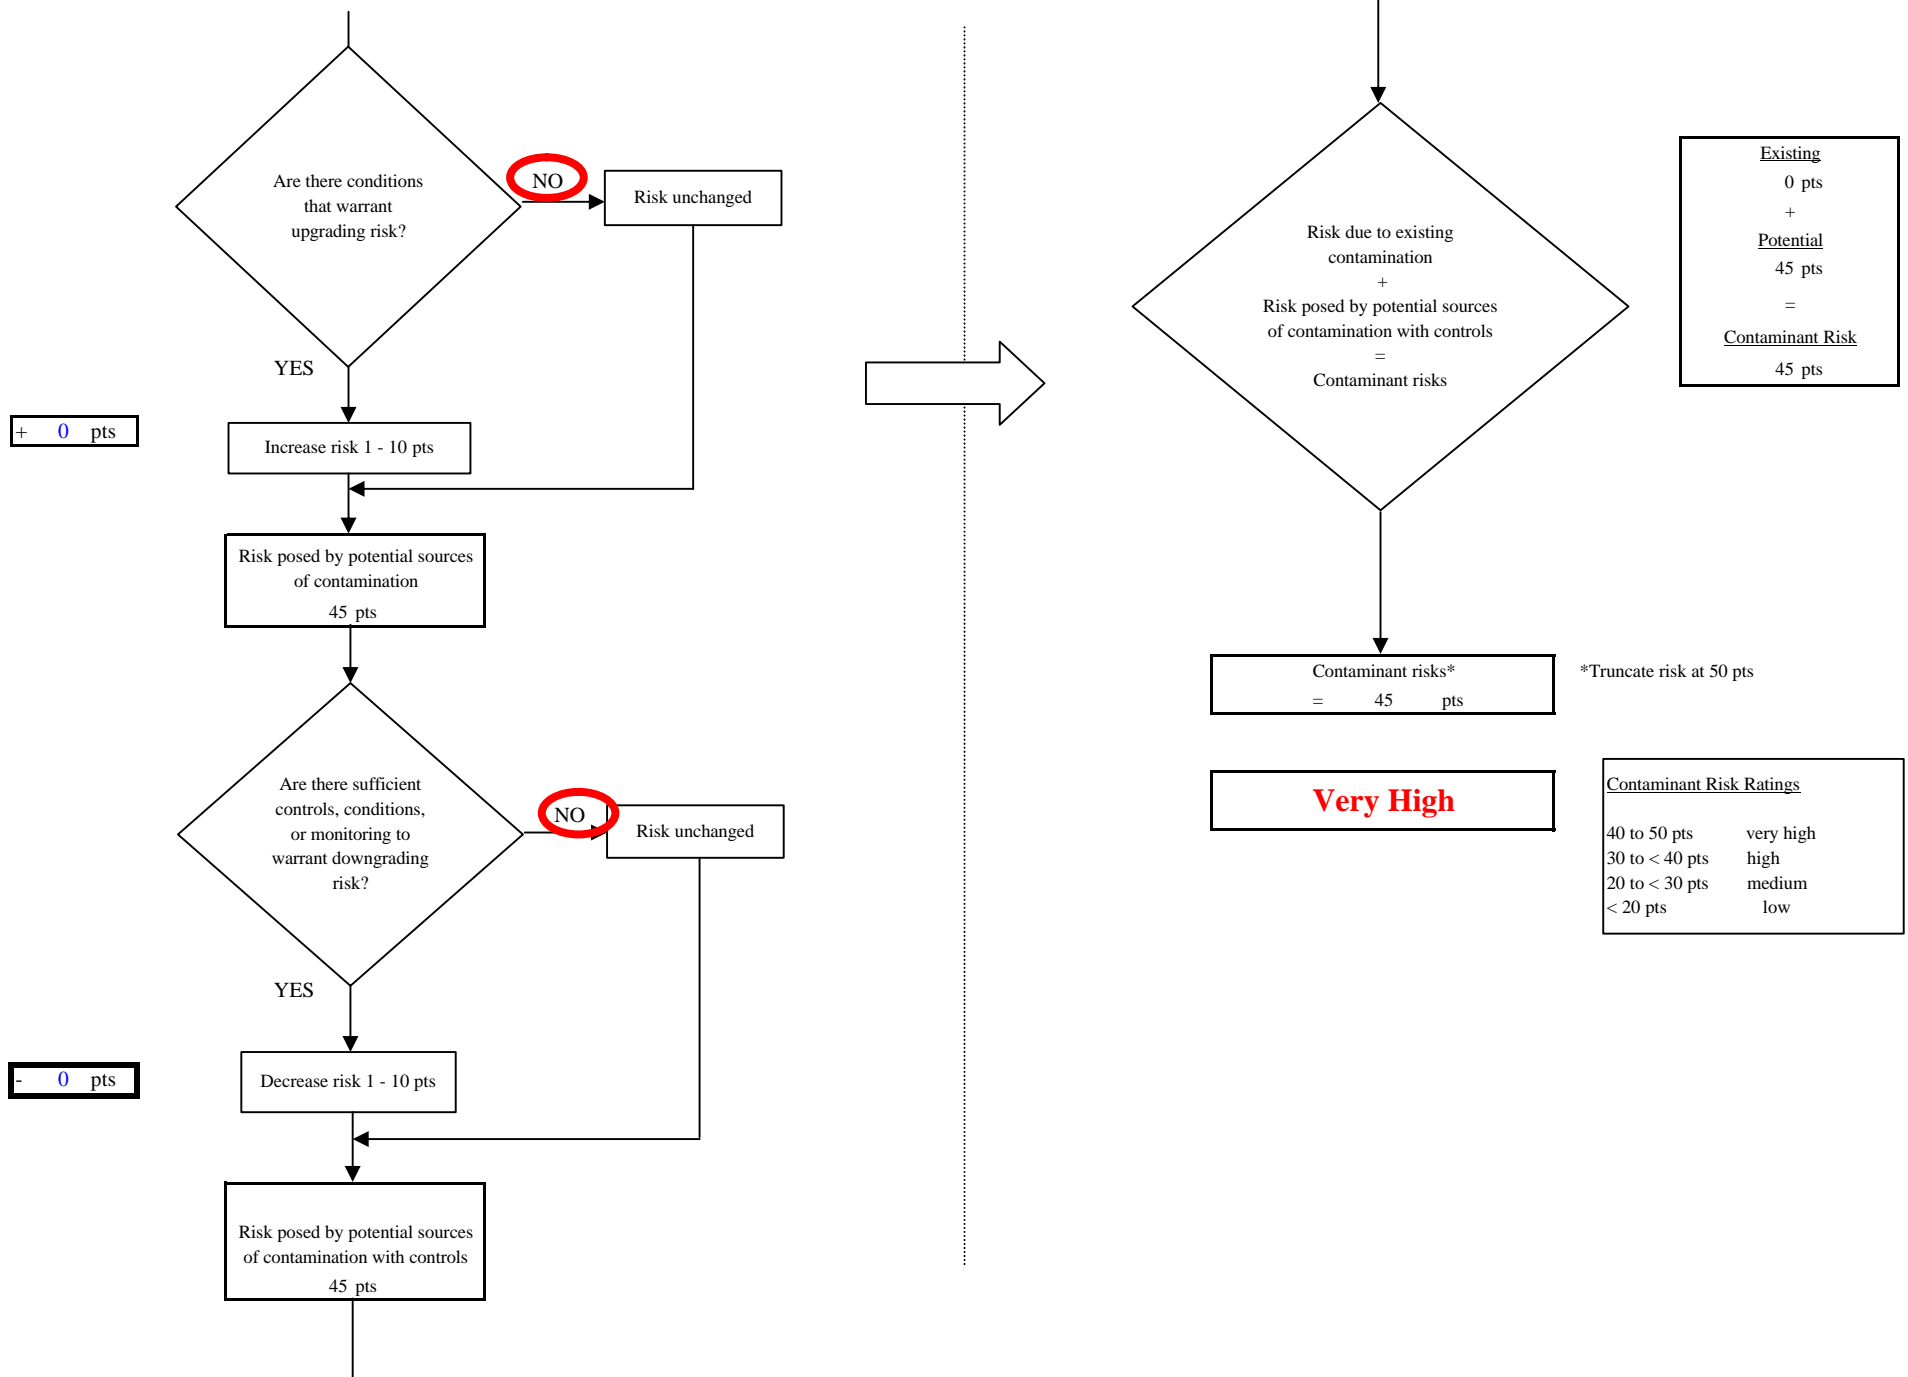 Are there conditions
that warrant
upgrading risk?
NO
Risk unchanged
YES
+ 0 pts
Increase risk 1 - 10 pts
Risk posed by potential sources
of contamination
45 pts
Are there sufficient
controls, conditions,
or monitoring to
warrant downgrading
risk?
NO
Risk unchanged
YES
- 0 pts
Decrease risk 1 - 10 pts
Risk posed by potential sources
of contamination with controls
45 pts
Risk due to existing
contamination
+
Risk posed by potential sources
of contamination with controls
=
Contaminant risks
Existing
0 pts
+
Potential
45 pts
=
Contaminant Risk
45 pts
Contaminant risks*
= 45 pts
*Truncate risk at 50 pts
Very High
Contaminant Risk Ratings
40 to 50 pts very high
30 to < 40 pts high
20 to < 30 pts medium
< 20 pts low